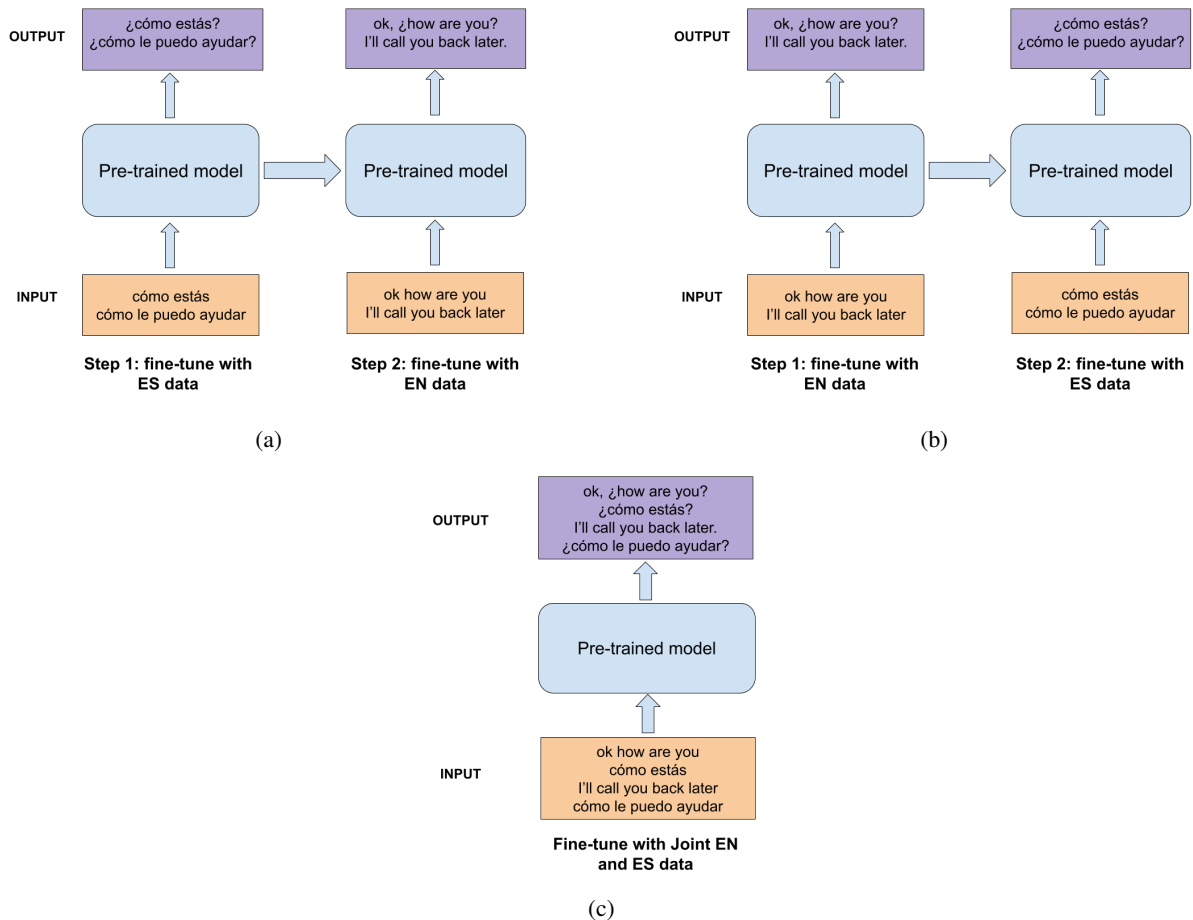 OUTPUT
¿cómo estás?
¿cómo le puedo ayudar?
ok, ¿how are you?
I'll call you back later.
Pre-trained model
Pre-trained model
INPUT
cómo estás
cómo le puedo ayudar
ok how are you
I'll call you back later
Step 1: fine-tune with
ES data
Step 2: fine-tune with
EN data
(a)
OUTPUT
ok, ¿how are you?
I'll call you back later.
¿cómo estás?
¿cómo le puedo ayudar?
Pre-trained model
Pre-trained model
INPUT
ok how are you
I'll call you back later
cómo estás
cómo le puedo ayudar
Step 1: fine-tune with
EN data
Step 2: fine-tune with
ES data
(b)
OUTPUT
ok, ¿how are you?
¿cómo estás?
I'll call you back later.
¿cómo le puedo ayudar?
Pre-trained model
INPUT
ok how are you
cómo estás
I'll call you back later
cómo le puedo ayudar
Fine-tune with Joint EN
and ES data
(c)